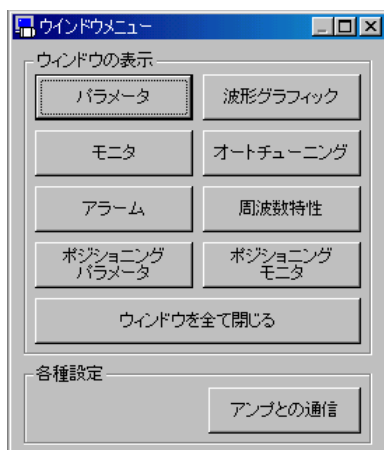 ウインドウメニュー
ウィンドウの表示
パラメータ
波形グラフィック
モニタ
オートチューニング
アラーム
周波数特性
ポジショニング
パラメータ
ポジショニング
モニタ
ウィンドウを全て閉じる
各種設定
アンプとの通信